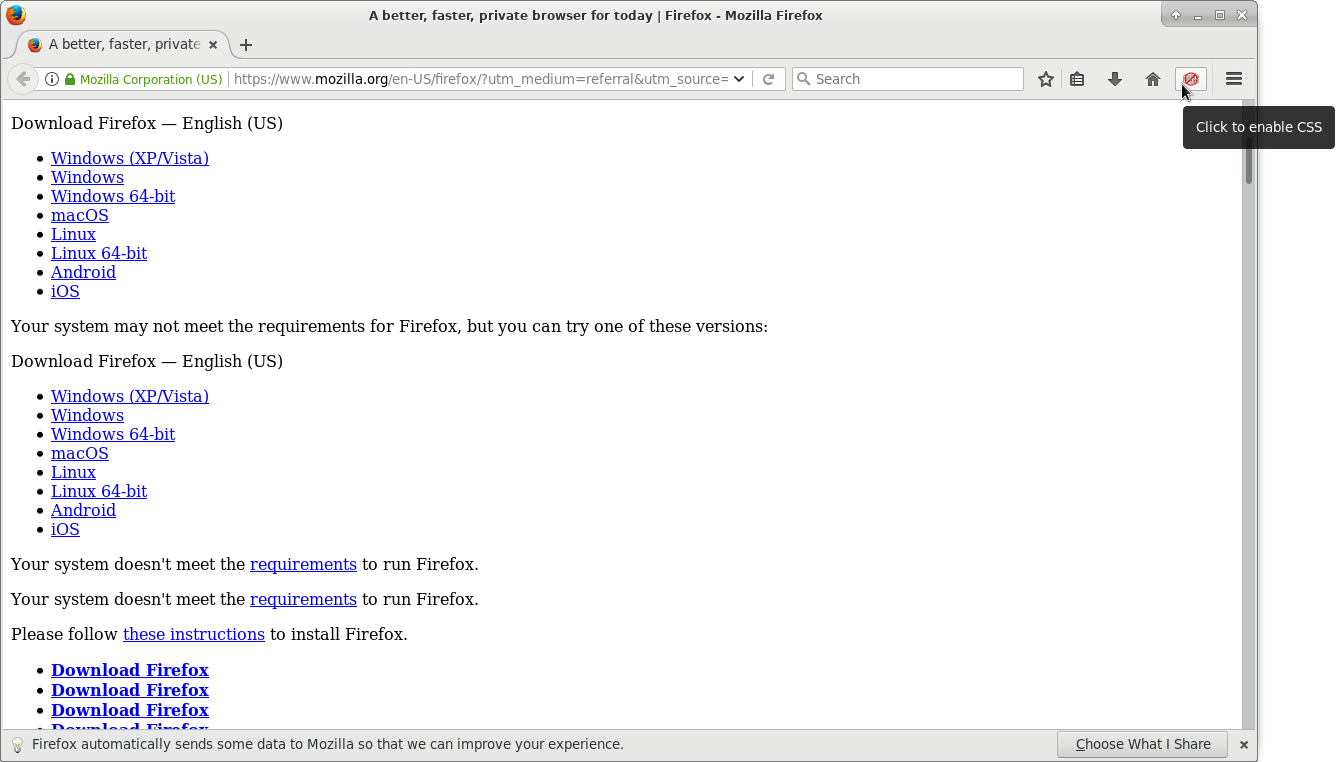 A better, faster, private browser for today | Firefox - Mozilla Firefox
A better, faster, private
Mozilla Corporation (US) https://www.mozilla.org/en-US/firefox/?utm_medium=referral&utm_source= Search
Click to enable CSS
Download Firefox — English (US)
• Windows (XP/Vista)
• Windows
• Windows 64-bit
• macOS
• Linux
• Linux 64-bit
• Android
• iOS
Your system may not meet the requirements for Firefox, but you can try one of these versions:
Download Firefox — English (US)
• Windows (XP/Vista)
• Windows
• Windows 64-bit
• macOS
• Linux
• Linux 64-bit
• Android
• iOS
Your system doesn't meet the requirements to run Firefox.
Your system doesn't meet the requirements to run Firefox.
Please follow these instructions to install Firefox.
• Download Firefox
• Download Firefox
• Download Firefox
• Download Firefox
Firefox automatically sends some data to Mozilla so that we can improve your experience. Choose What I Share